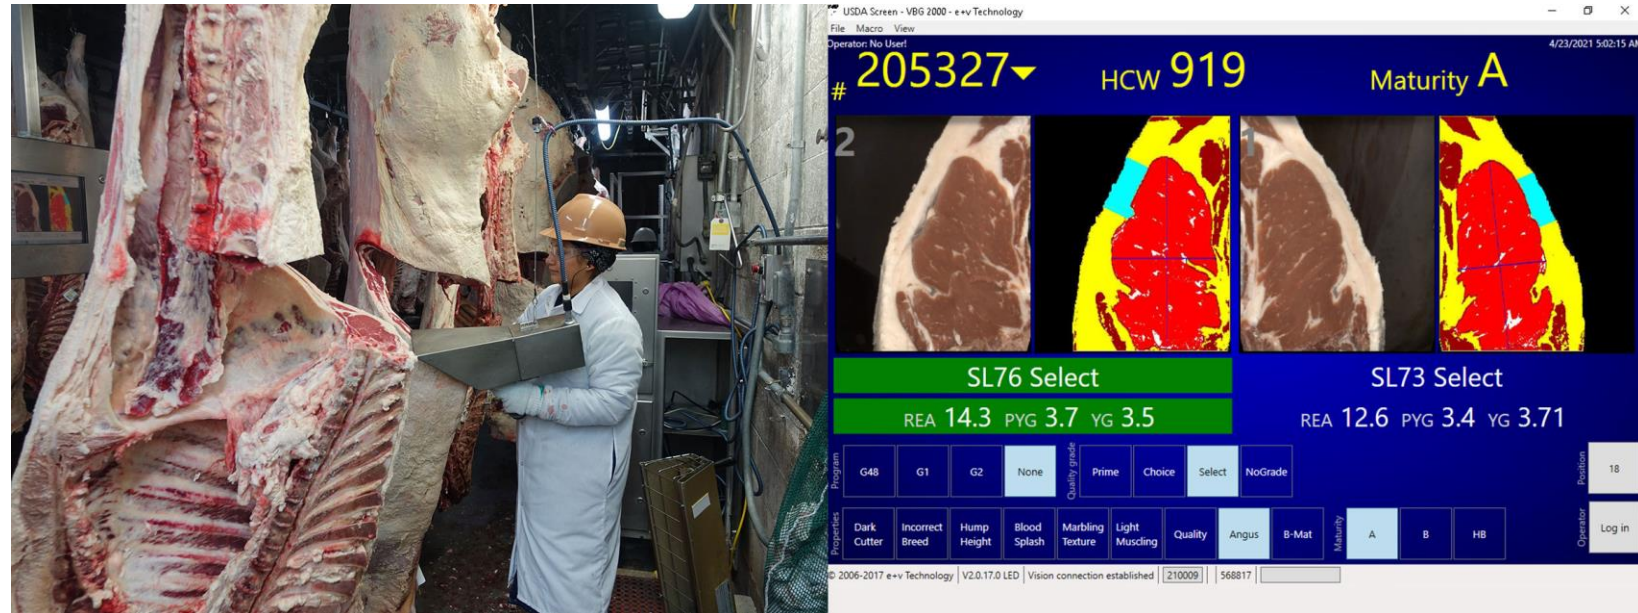 USDA Screen - VBG 2000 - e+v Technology
File Macro View
Operator: No User!
4/23/2021 5:02:15 AM
# 205327
HCW 919
Maturity A
2
1
SL76 Select
REA 14.3 PYG 3.7 YG 3.5
SL73 Select
REA 12.6 PYG 3.4 YG 3.71
Program
G48
G1
G2
None
Quality grade
Prime
Choice
Select
NoGrade
Position
18
Properties
Dark
Cutter
Incorrect
Breed
Hump
Height
Blood
Splash
Marbling
Texture
Light
Muscling
Quality
Angus
B-Mat
Maturity
A
B
HB
Operator
Log in
© 2006-2017 e+v Technology
V2.0.17.0 LED
Vision connection established
210009
568817